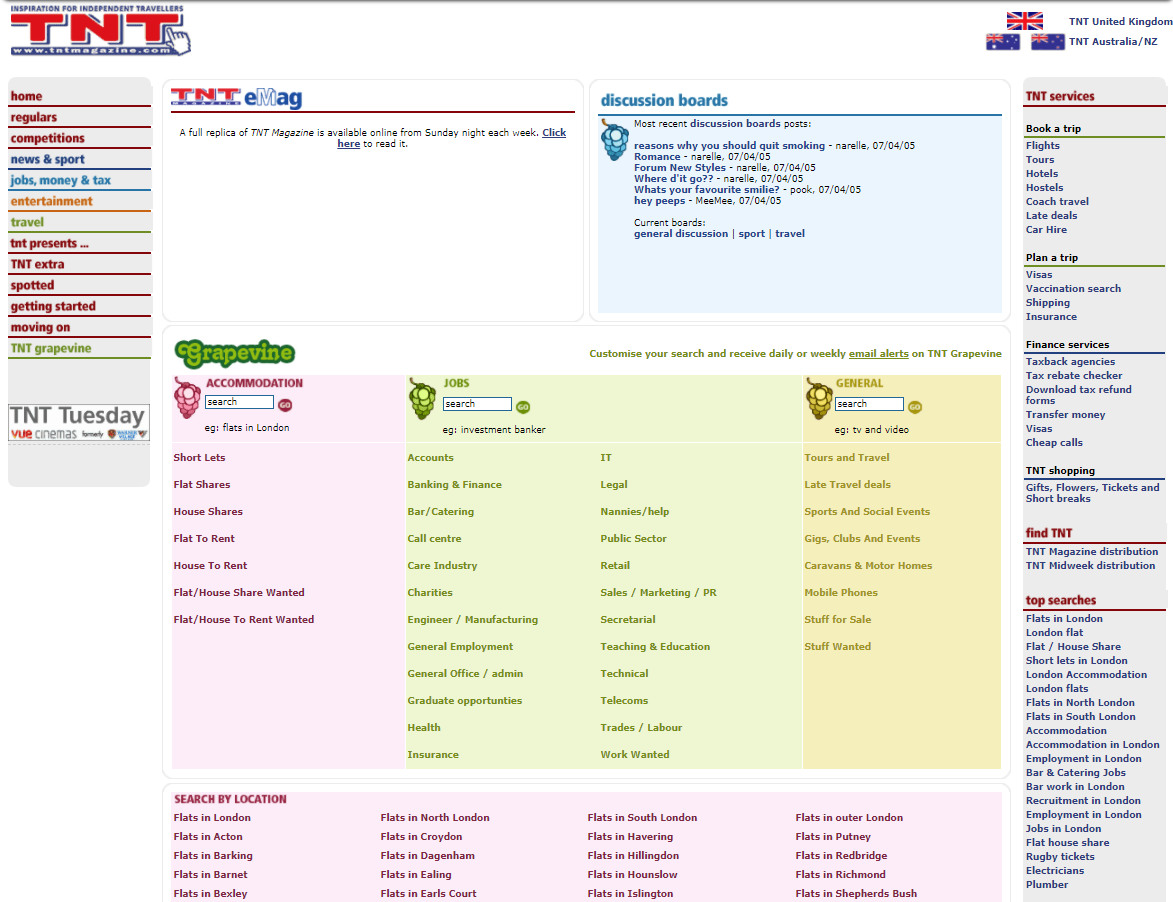 INSPIRATION FOR INDEPENDENT TRAVELLERS
TNT
www.tntmagazine.com
TNT United Kingdom
TNT Australia/NZ
home
regulars
competitions
news & sport
jobs, money & tax
entertainment
travel
tnt presents ...
TNT extra
spotted
getting started
moving on
TNT grapevine
TNT Tuesday
vue cinemas formerly
TNT eMag
MAGAZINE
A full replica of TNT Magazine is available online from Sunday night each week. Click
here to read it.
discussion boards
Most recent discussion boards posts:
reasons why you should quit smoking - narelle, 07/04/05
Romance - narelle, 07/04/05
Forum New Styles - narelle, 07/04/05
Where d'it go?? - narelle, 07/04/05
Whats your favourite smilie? - pook, 07/04/05
hey peeps - MeeMee, 07/04/05
Current boards:
general discussion | sport | travel
Grapevine
Customise your search and receive daily or weekly email alerts on TNT Grapevine
ACCOMMODATION
search GO
eg: flats in London
Short Lets
Flat Shares
House Shares
Flat To Rent
House To Rent
Flat/House Share Wanted
Flat/House To Rent Wanted
JOBS
search GO
eg: investment banker
Accounts
Banking & Finance
Bar/Catering
Call centre
Care Industry
Charities
Engineer / Manufacturing
General Employment
General Office / admin
Graduate opportunties
Health
Insurance
IT
Legal
Nannies/help
Public Sector
Retail
Sales / Marketing / PR
Secretarial
Teaching & Education
Technical
Telecoms
Trades / Labour
Work Wanted
GENERAL
search GO
eg: tv and video
Tours and Travel
Late Travel deals
Sports And Social Events
Gigs, Clubs And Events
Caravans & Motor Homes
Mobile Phones
Stuff for Sale
Stuff Wanted
SEARCH BY LOCATION
Flats in London Flats in North London Flats in South London Flats in outer London
Flats in Acton Flats in Croydon Flats in Havering Flats in Putney
Flats in Barking Flats in Dagenham Flats in Hillingdon Flats in Redbridge
Flats in Barnet Flats in Ealing Flats in Hounslow Flats in Richmond
Flats in Bexley Flats in Earls Court Flats in Islington Flats in Shepherds Bush
TNT services
Book a trip
Flights
Tours
Hotels
Hostels
Coach travel
Late deals
Car Hire
Plan a trip
Visas
Vaccination search
Shipping
Insurance
Finance services
Taxback agencies
Tax rebate checker
Download tax refund
forms
Transfer money
Visas
Cheap calls
TNT shopping
Gifts, Flowers, Tickets and
Short breaks
find TNT
TNT Magazine distribution
TNT Midweek distribution
top searches
Flats in London
London flat
Flat / House Share
Short lets in London
London Accommodation
London flats
Flats in North London
Flats in South London
Accommodation
Accommodation in London
Employment in London
Bar & Catering Jobs
Bar work in London
Recruitment in London
Employment in London
Jobs in London
Flat house share
Rugby tickets
Electricians
Plumber